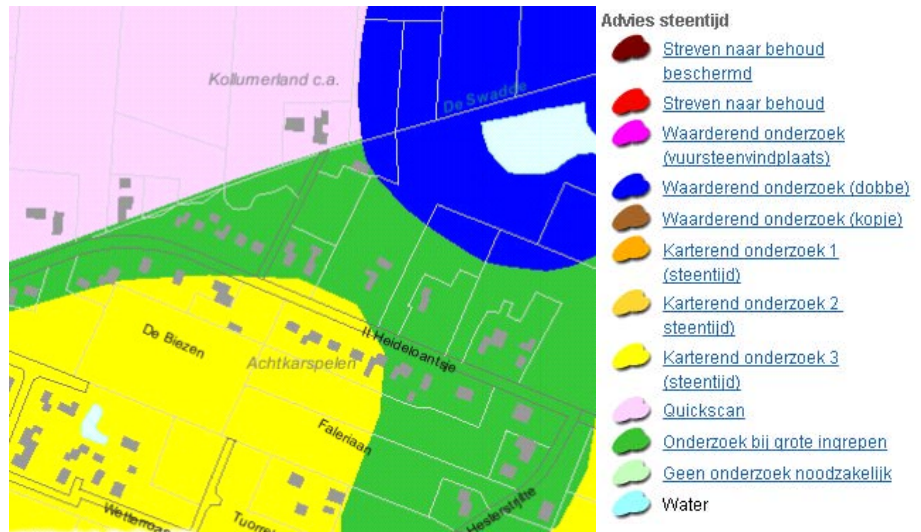 Kollumerland c.a.
De Swadde
It Heideloantsje
De Biezen
Achtkarspelen
Falerlaan
Advies steentijd
Streven naar behoud
beschermd
Streven naar behoud
Waarderend onderzoek
(vuursteenvindplaats)
Waarderend onderzoek (dobbe)
Waarderend onderzoek (kopje)
Karterend onderzoek 1
(steentijd)
Karterend onderzoek 2
steentijd)
Karterend onderzoek 3
(steentijd)
Quickscan
Onderzoek bij grote ingrepen
Geen onderzoek noodzakelijk
Water